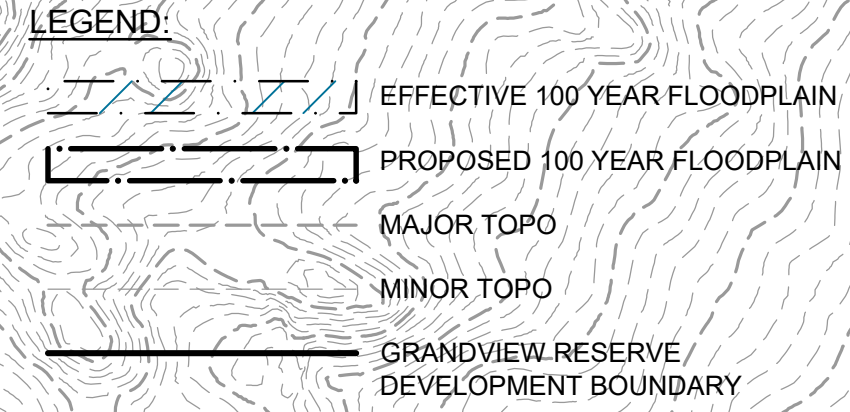 LEGEND:
EFFECTIVE 100 YEAR FLOODPLAIN
PROPOSED 100 YEAR FLOODPLAIN
MAJOR TOPO
MINOR TOPO
GRANDVIEW RESERVE
DEVELOPMENT BOUNDARY